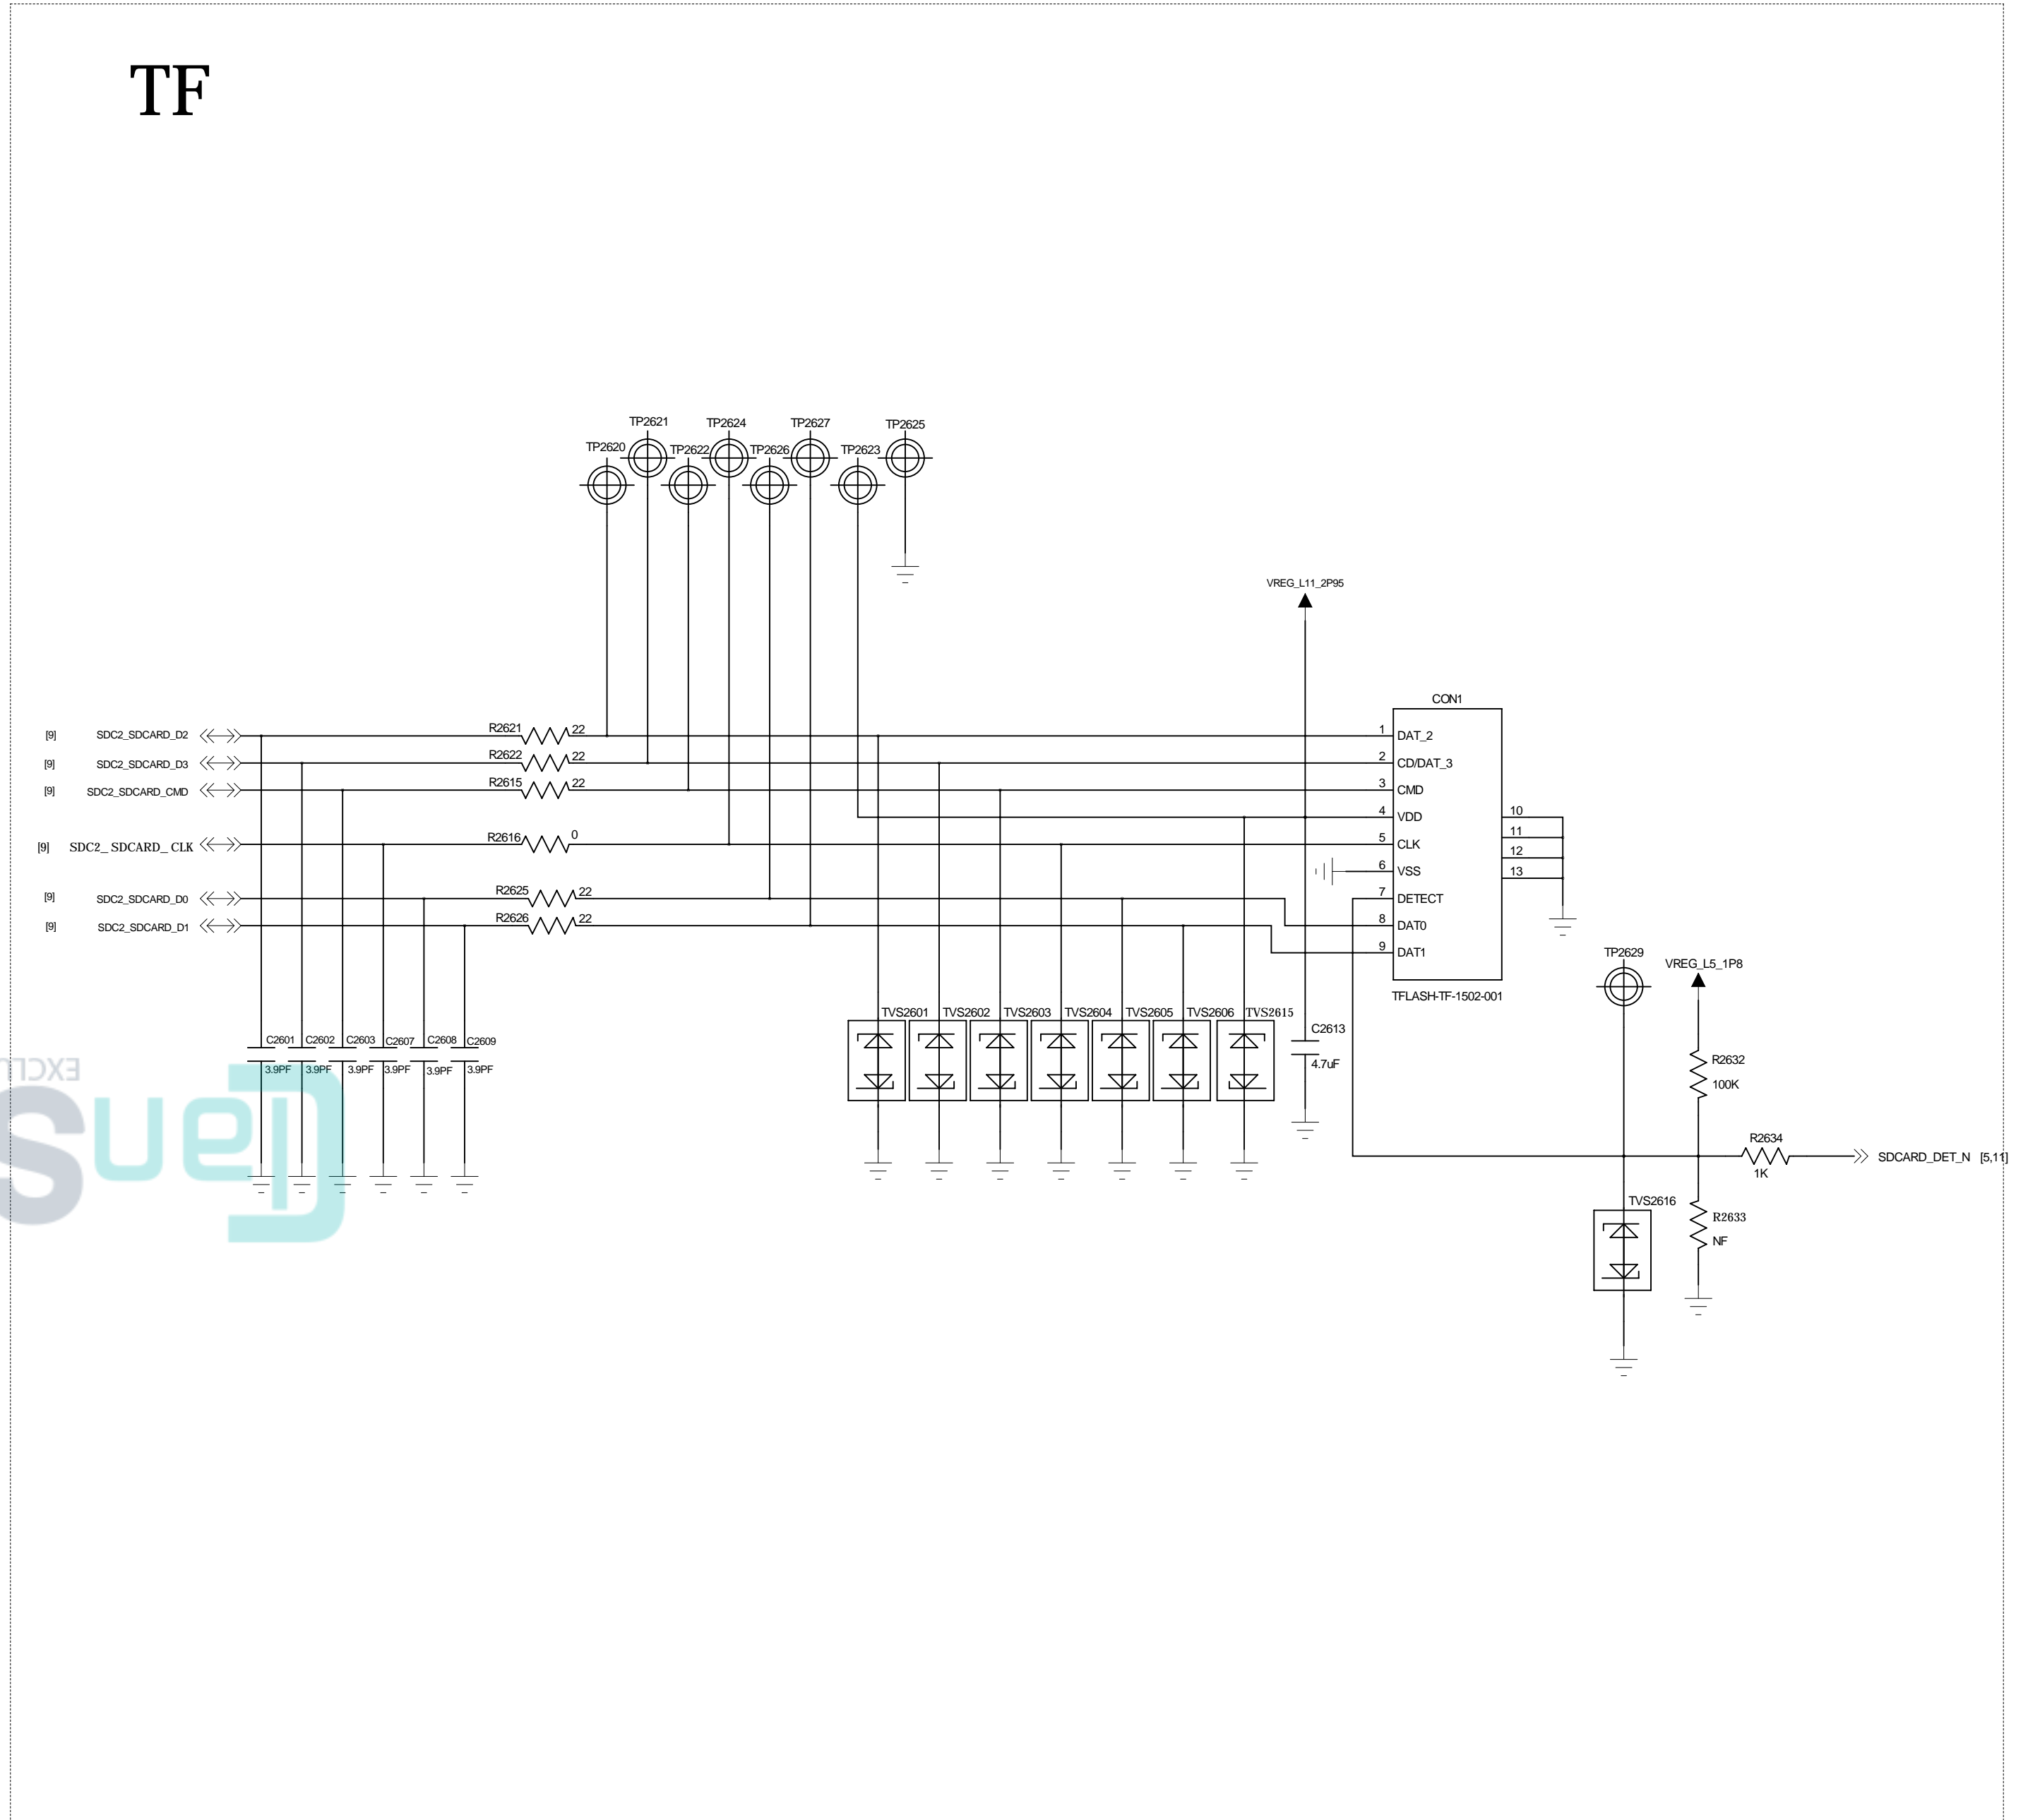 TF
TP2621 TP2624 TP2627 TP2625
TP2620 TP2622 TP2626 TP2623
VREG_L11_2P95
CON1
[9] SDC2_SDCARD_D2 R2621 22 1 DAT_2
[9] SDC2_SDCARD_D3 R2622 22 2 CD/DAT_3
[9] SDC2_SDCARD_CMD R2615 22 3 CMD
4 VDD 10
[9] SDC2_SDCARD_CLK R2616 0 5 CLK 11
12
6 VSS 13
[9] SDC2_SDCARD_D0 R2625 22 7 DETECT
[9] SDC2_SDCARD_D1 R2626 22 8 DAT0
9 DAT1
TP2629
VREG_L5_1P8
TFLASH-TF-1502-001
TVS2601 TVS2602 TVS2603 TVS2604 TVS2605 TVS2606 TVS2615
C2613
4.7uF
C2601 C2602 C2603 C2607 C2608 C2609
3.9PF 3.9PF 3.9PF 3.9PF 3.9PF 3.9PF
R2632
100K
R2634
1K
SDCARD_DET_N [5,11]
TVS2616
R2633
NF